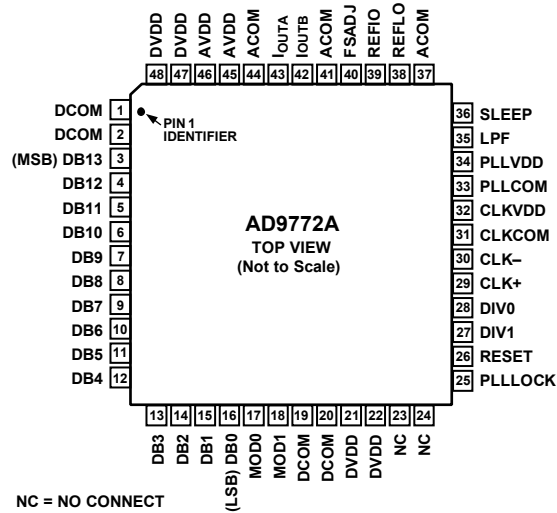 DVDD
DVDD
AVDD
AVDD
ACOM
IOUTA
IOUTB
ACOM
FSADJ
REFIO
REFLO
ACOM
48 47 46 45 44 43 42 41 40 39 38 37
DCOM 1
DCOM 2
(MSB) DB13 3
DB12 4
DB11 5
DB10 6
DB9 7
DB8 8
DB7 9
DB6 10
DB5 11
DB4 12
PIN 1
IDENTIFIER
AD9772A
TOP VIEW
(Not to Scale)
36 SLEEP
35 LPF
34 PLLVDD
33 PLLCOM
32 CLKVDD
31 CLKCOM
30 CLK–
29 CLK+
28 DIV0
27 DIV1
26 RESET
25 PLLLOCK
13 14 15 16 17 18 19 20 21 22 23 24
DB3
DB2
DB1
(LSB) DB0
MOD0
MOD1
DCOM
DCOM
DVDD
DVDD
NC
NC
NC = NO CONNECT